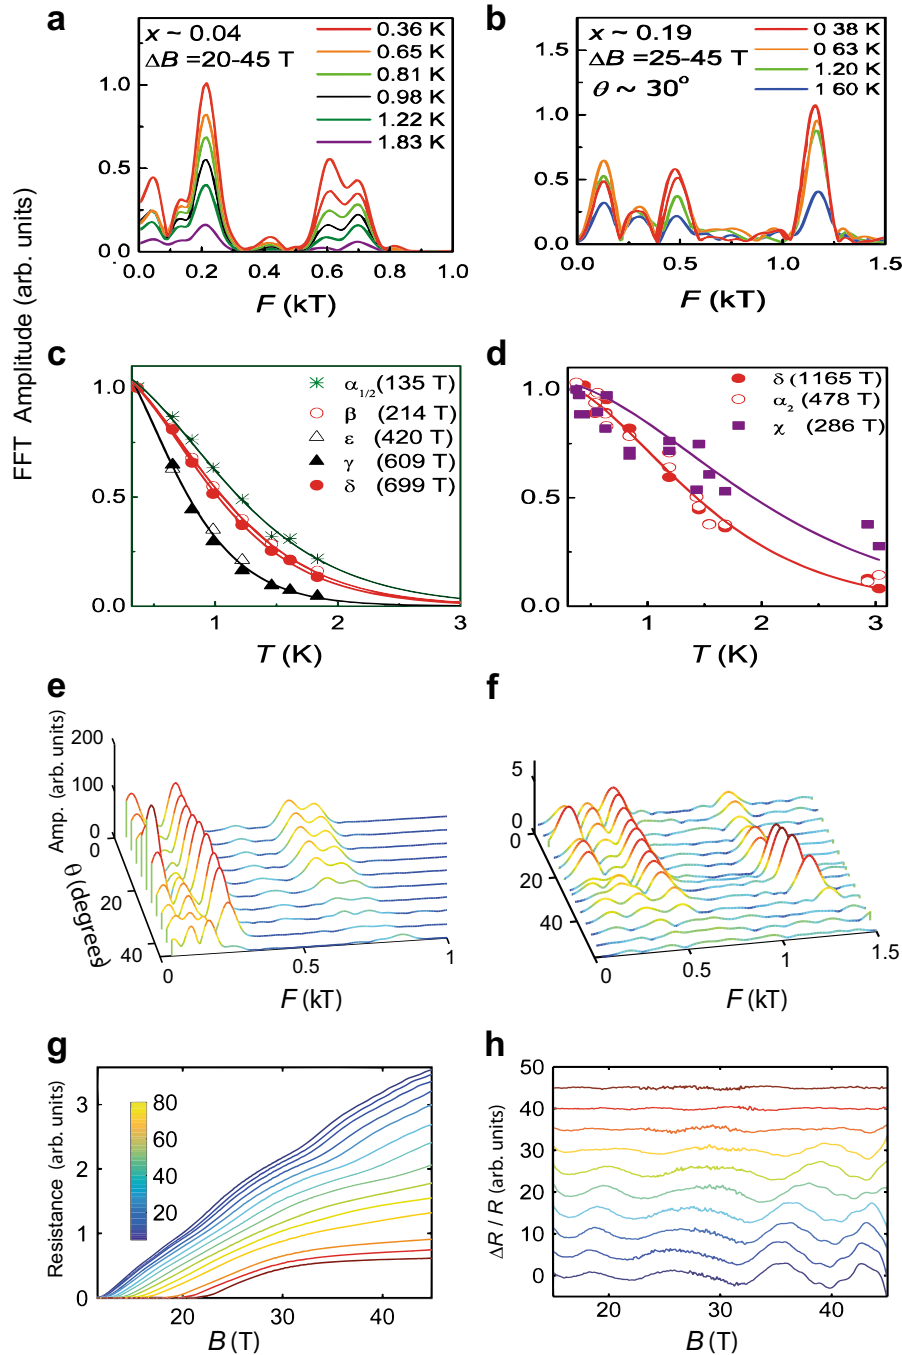 FFT Amplitude (arb. units)
a
x ~ 0.04
ΔB =20-45 T
0.36 K
0.65 K
0.81 K
0.98 K
1.22 K
1.83 K
1.0
0.5
0
0.0 0.2 0.4 0.6 0.8 1.0
F (kT)
b
x ~ 0.19
ΔB =25-45 T
θ ~ 30°
0 38 K
0 63 K
1.20 K
1 60 K
1.5
1.0
0.5
0
0.0 0.5 1.0 1.5
F (kT)
c
α1/2 (135 T)
β (214 T)
ε (420 T)
γ (609 T)
δ (699 T)
1.0
0.5
0.0
1 2 3
T (K)
d
δ (1165 T)
α2 (478 T)
χ (286 T)
1.0
0.5
0.0
1 2 3
T (K)
e
Amp. (arb. units)
200
100
0
0
20
40
θ (degrees)
0 0.5 1
F (kT)
f
5
0
0
20
40
0 0.5 1 1.5
F (kT)
g
Resistance (arb. units)
3
2
1
0
80
60
40
20
20 30 40
B (T)
h
ΔR / R (arb. units)
50
40
30
20
10
0
20 30 40
B (T)